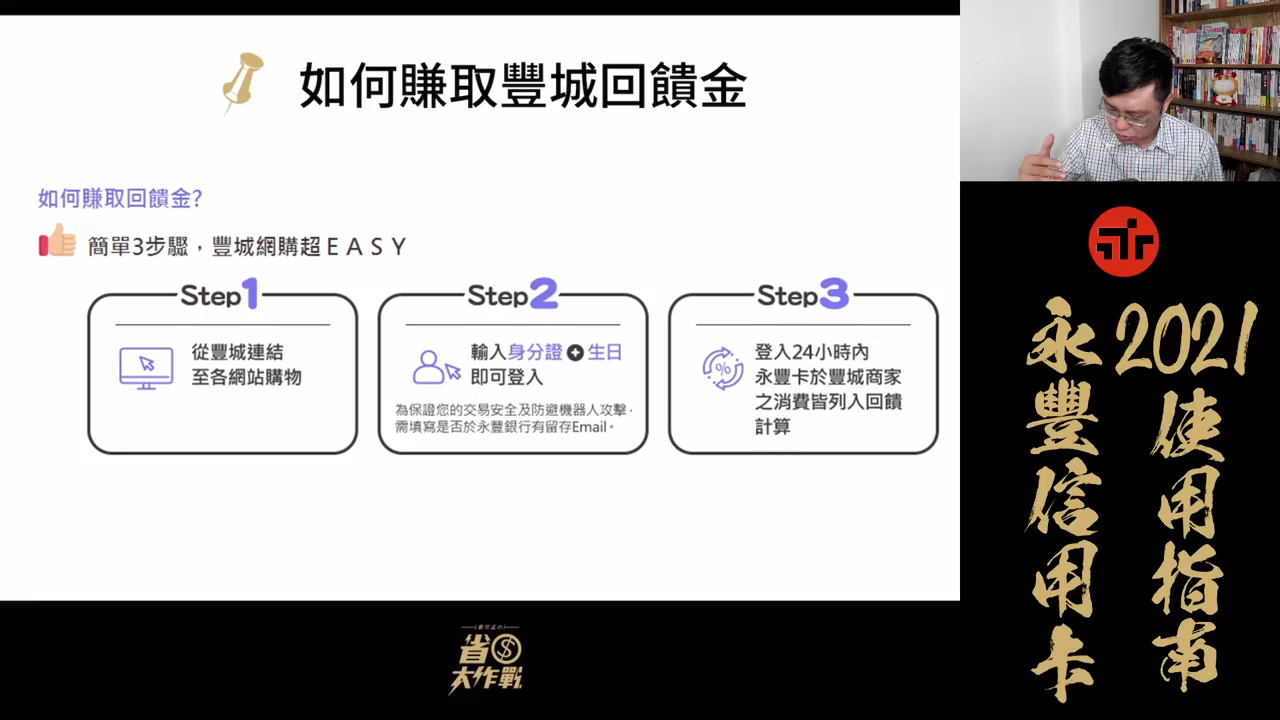 如何賺取豐城回饋金
如何賺取回饋金?
簡單3步驟，豐城網購超EASY
Step1
從豐城連結
至各網站購物
Step2
輸入身分證+生日
即可登入
為保證您的交易安全及防避機器人攻擊，
需填寫是否於永豐銀行有留存Email。
Step3
登入24小時內
永豐卡於豐城商家
之消費皆列入回饋
計算
2021
永豐信用卡
使用指南
省$
大作戰